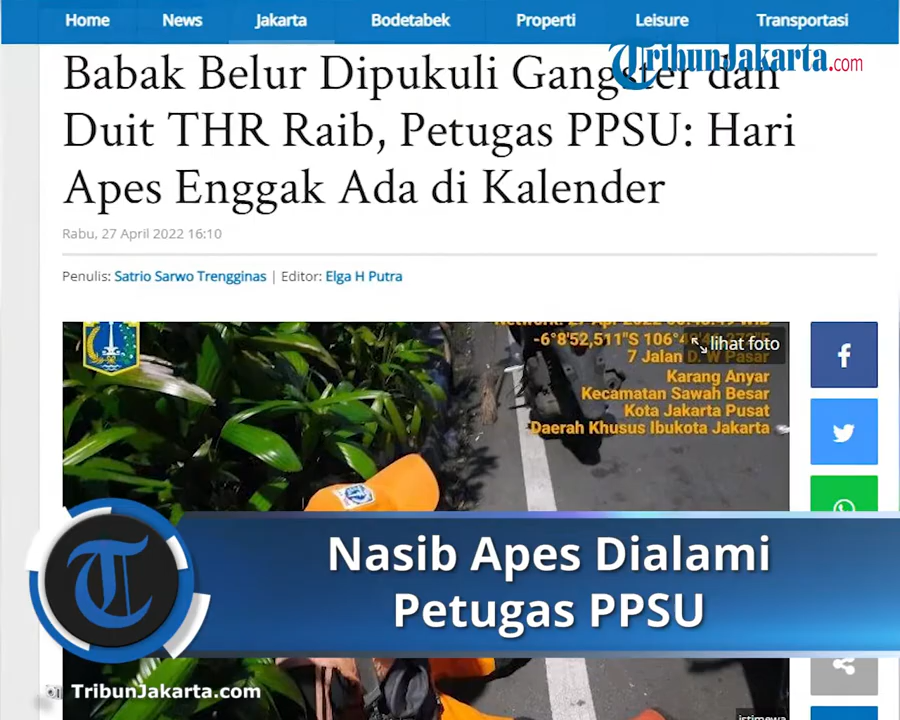 Home News Jakarta Bodetabek Properti Leisure Transportasi
TribunJakarta.com
Babak Belur Dipukuli Gangster dan
Duit THR Raib, Petugas PPSU: Hari
Apes Enggak Ada di Kalender
Rabu, 27 April 2022 16:10
Penulis: Satrio Sarwo Trengginas | Editor: Elga H Putra
lihat foto
7 Jalan D. W Pasar
Karang Anyar
Kecamatan Sawah Besar
Kota Jakarta Pusat
Daerah Khusus Ibukota Jakarta
Nasib Apes Dialami
Petugas PPSU
TribunJakarta.com
istimewa